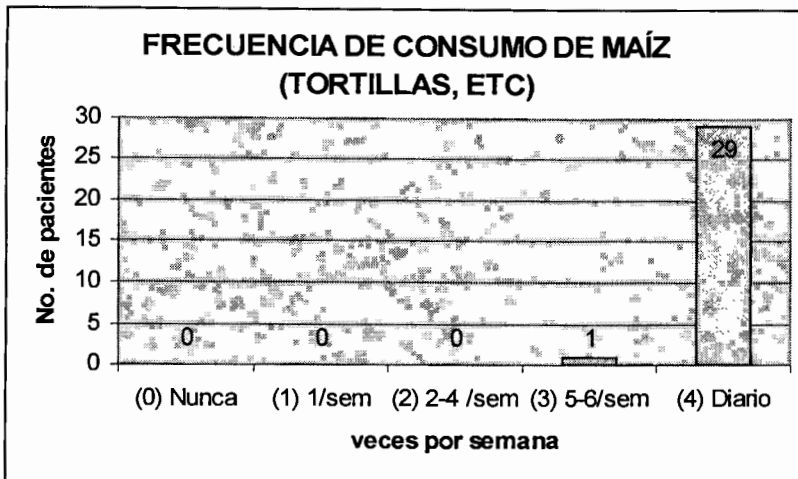 FRECUENCIA DE CONSUMO DE MAÍZ
(TORTILLAS, ETC)
No. de pacientes
30
25
20
15
10
5
0
0
0
0
1
29
(0) Nunca
(1) 1/sem
(2) 2-4 /sem
(3) 5-6/sem
(4) Diario
veces por semana